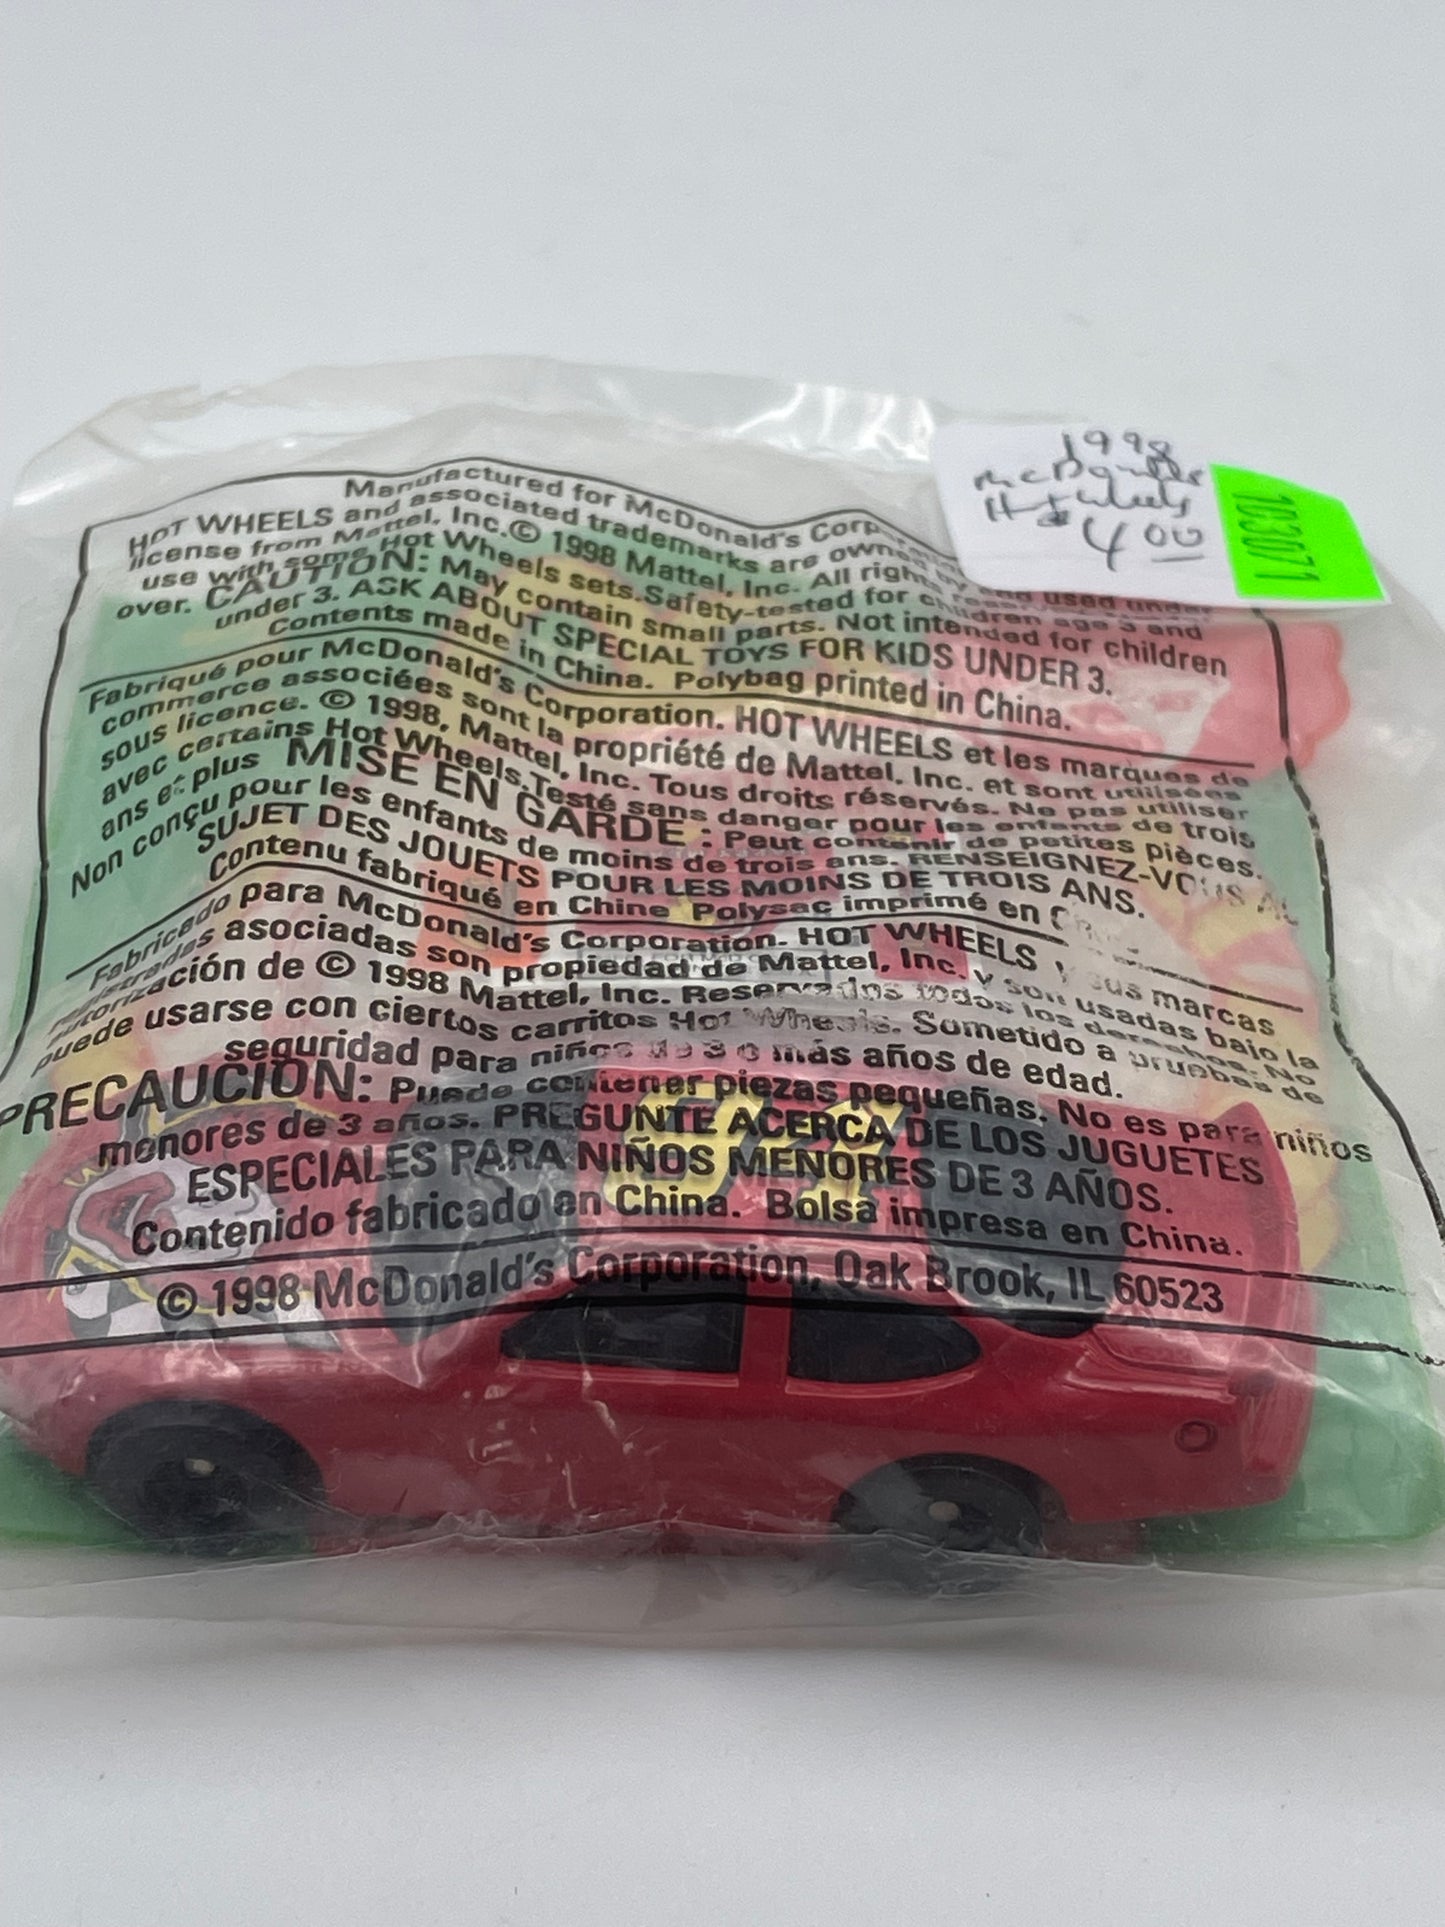 1998
McDonalds
Hot Wheels
$4.00
103071
Manufactured for McDonald's
HOT WHEELS and associated trademarks are owned by and used under
license from Mattel, Inc.© 1998 Mattel, Inc. All rights reserved
use with some Hot Wheels sets.Safety-tested for children age 3 and
over. CAUTION: May contain small parts. Not intended for children
under 3. ASK ABOUT SPECIAL TOYS FOR KIDS UNDER 3.
Contents made in China. Polybag printed in China.
Fabriqué pour McDonald's Corporation. HOT WHEELS et les marques de
commerce associées sont la propriété de Mattel, Inc. et sont utilisées
sous licence. © 1998, Mattel, Inc. Tous droits réservés. Ne pas utiliser
avec certains Hot Wheels.Testé sans danger pour les enfants de trois
ans et plus MISE EN GARDE : Peut contenir de petites pièces.
Non conçu pour les enfants de moins de trois ans. RENSEIGNEZ-VOUS AU
SUJET DES JOUETS POUR LES MOINS DE TROIS ANS.
Contenu fabriqué en Chine Polysac imprimé en
Fabricado para McDonald's Corporation. HOT WHEELS y sus marcas
registradas asociadas son propiedad de Mattel, Inc. y son usadas bajo la
autorización de © 1998 Mattel, Inc. Reservados todos los derechos. No
puede usarse con ciertos carritos Hot Wheels. Sometido a pruebas de
seguridad para niños de 3 o más años de edad.
PRECAUCIÓN: Puede contener piezas pequeñas. No es para niños
menores de 3 años. PREGUNTE ACERCA DE LOS JUGUETES
ESPECIALES PARA NIÑOS MENORES DE 3 AÑOS.
Contenido fabricado en China. Bolsa impresa en China.
© 1998 McDonald's Corporation, Oak Brook, IL 60523
94